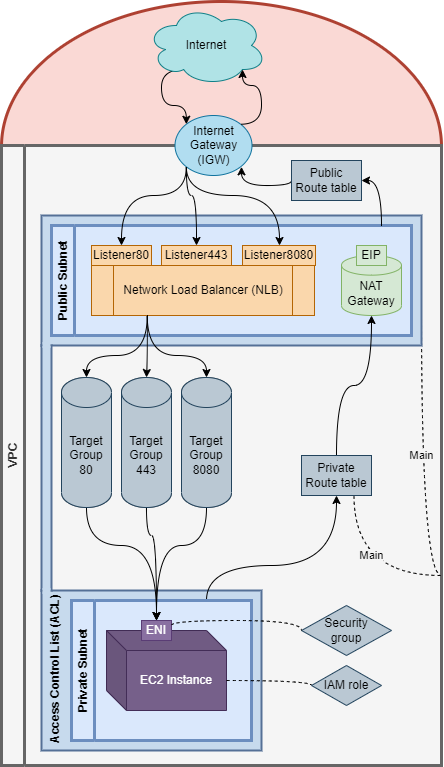 Internet
Internet
Gateway
(IGW)
Public
Route table
VPC
Public Subnet
Listener80
Listener443
Listener8080
EIP
Network Load Balancer (NLB)
NAT
Gateway
Target
Group
80
Target
Group
443
Target
Group
8080
Main
Private
Route table
Main
Access Control List (ACL)
Private Subnet
ENI
Security
group
EC2 Instance
IAM role